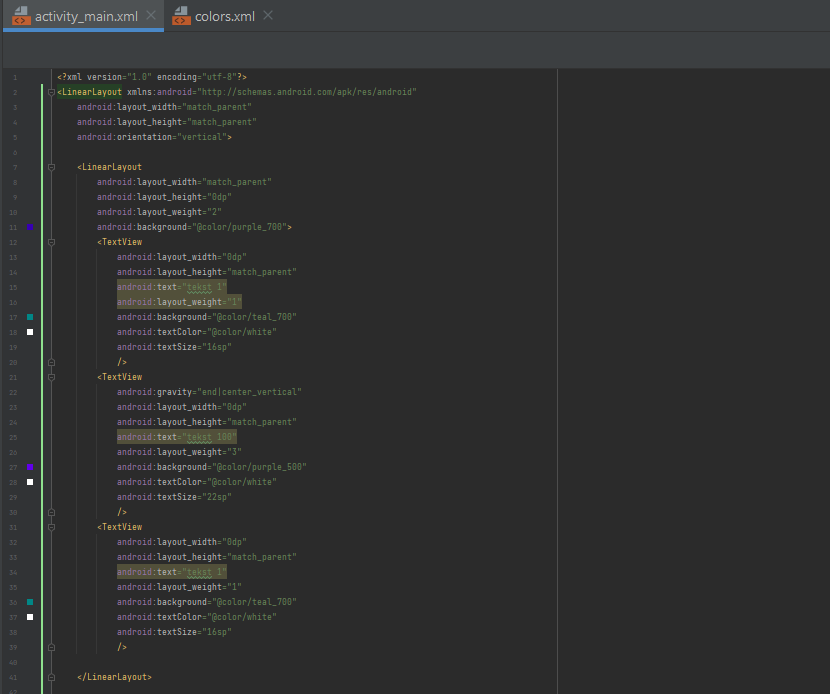 activity_main.xml
colors.xml
1 <?xml version="1.0" encoding="utf-8"?>
2 <LinearLayout xmlns:android="http://schemas.android.com/apk/res/android"
3 android:layout_width="match_parent"
4 android:layout_height="match_parent"
5 android:orientation="vertical">
6
7 <LinearLayout
8 android:layout_width="match_parent"
9 android:layout_height="0dp"
10 android:layout_weight="2"
11 android:background="@color/purple_700">
12 <TextView
13 android:layout_width="0dp"
14 android:layout_height="match_parent"
15 android:text="tekst 1"
16 android:layout_weight="1"
17 android:background="@color/teal_700"
18 android:textColor="@color/white"
19 android:textSize="16sp"
20 />
21 <TextView
22 android:gravity="end|center_vertical"
23 android:layout_width="0dp"
24 android:layout_height="match_parent"
25 android:text="tekst 100"
26 android:layout_weight="3"
27 android:background="@color/purple_500"
28 android:textColor="@color/white"
29 android:textSize="22sp"
30 />
31 <TextView
32 android:layout_width="0dp"
33 android:layout_height="match_parent"
34 android:text="tekst 1"
35 android:layout_weight="1"
36 android:background="@color/teal_700"
37 android:textColor="@color/white"
38 android:textSize="16sp"
39 />
40
41 </LinearLayout>